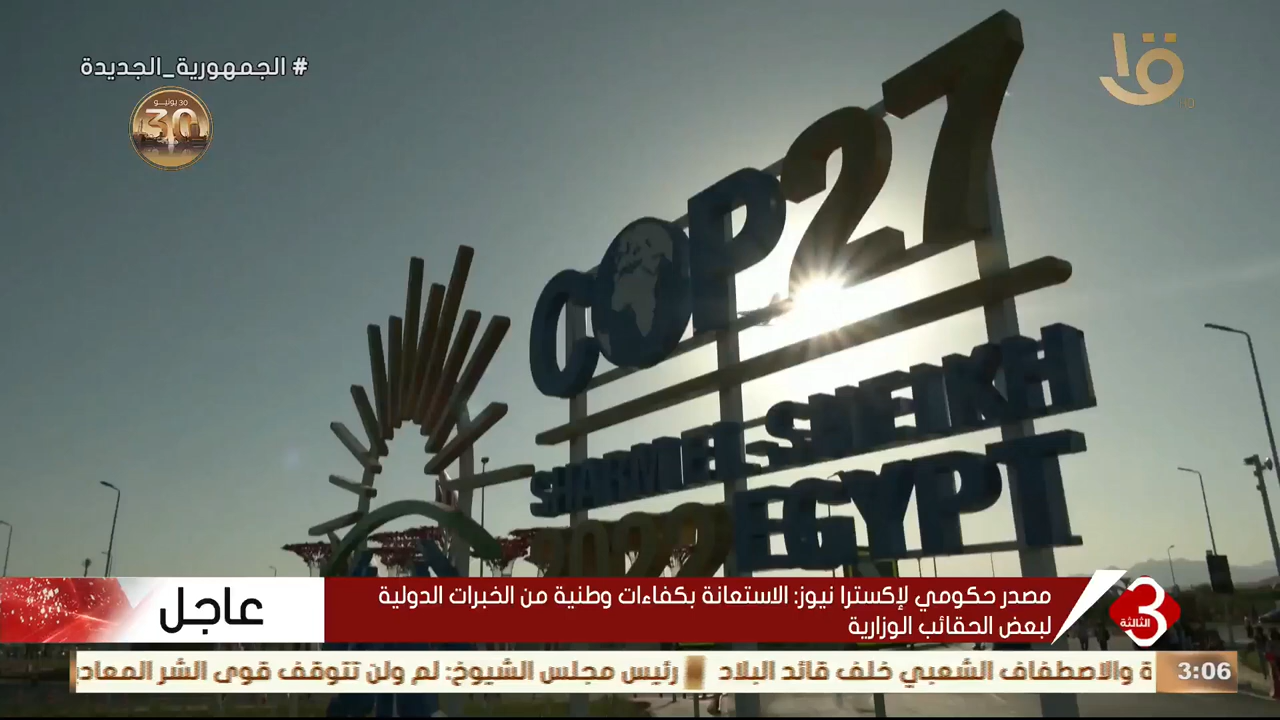 #الجمهورية_الجديدة
30 يونيو
30
COP27
SHARM EL-SHEIKH
2022 EGYPT
عاجل
مصدر حكومي لإكسترا نيوز: الاستعانة بكفاءات وطنية من الخبرات الدولية
لبعض الحقائب الوزارية
3
الثالثة
3:06
ة والاصطفاف الشعبي خلف قائد البلاد
رئيس مجلس الشيوخ: لم ولن تتوقف قوى الشر المعادي